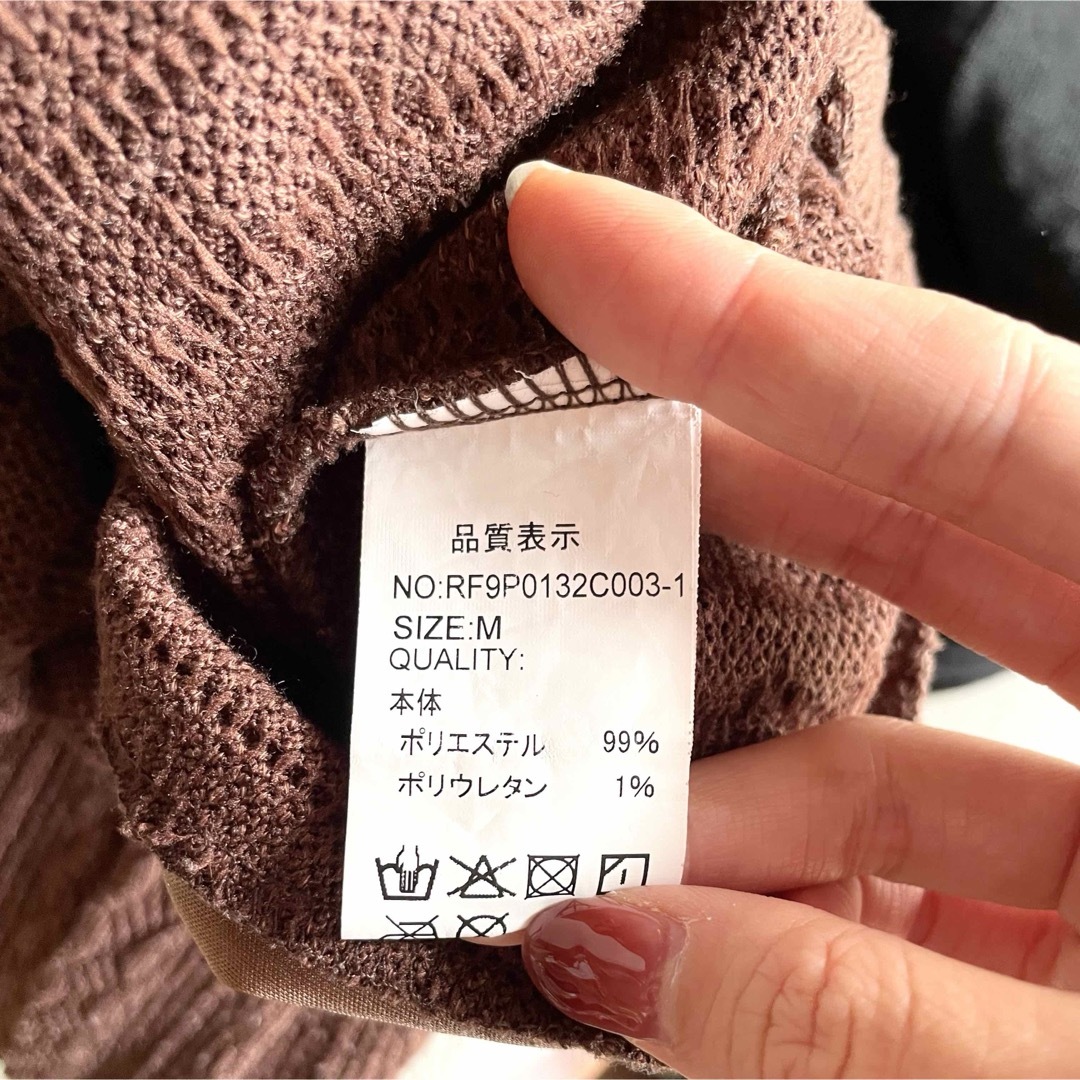 品質表示
NO:RF9P0132C003-1
SIZE:M
QUALITY:
本体
ポリエステル 99%
ポリウレタン 1%